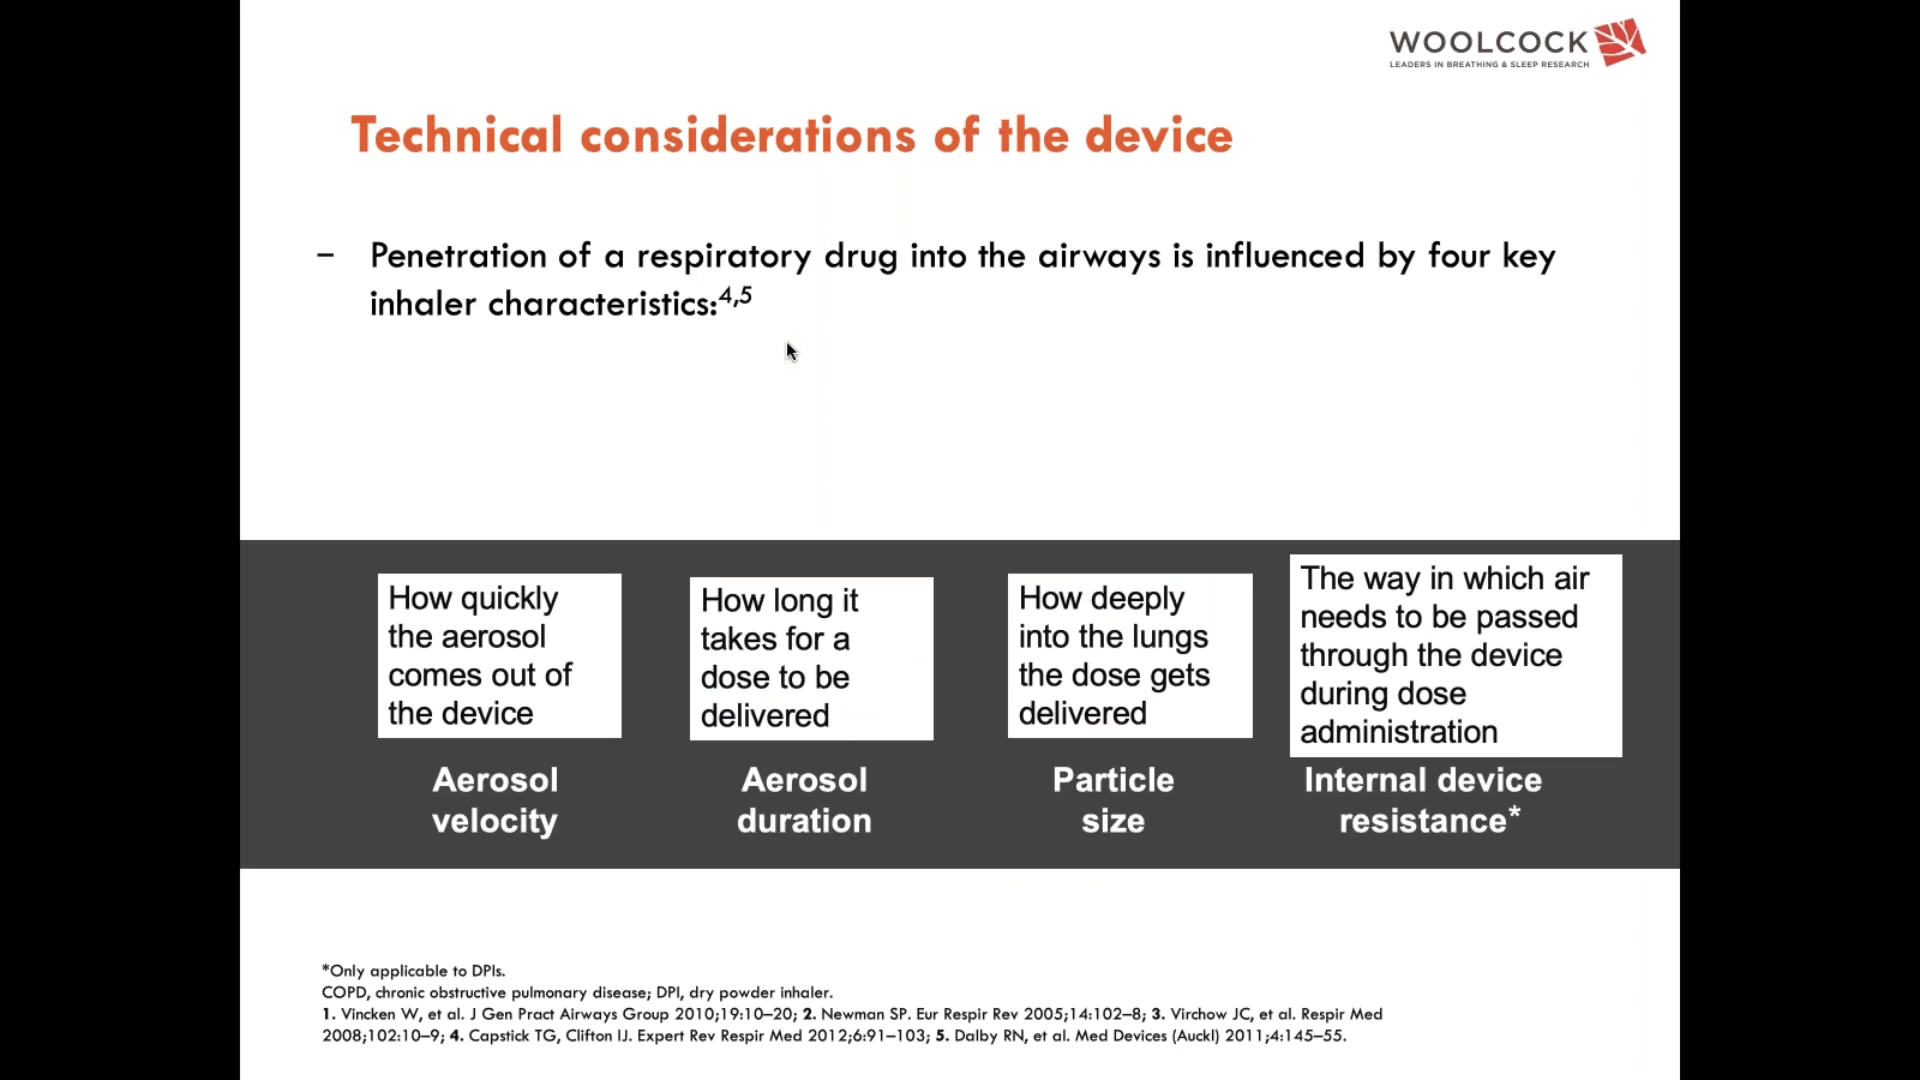 WOOLCOCK
LEADERS IN BREATHING & SLEEP RESEARCH
Technical considerations of the device
– Penetration of a respiratory drug into the airways is influenced by four key
inhaler characteristics:4,5
How quickly
the aerosol
comes out of
the device
Aerosol
velocity
How long it
takes for a
dose to be
delivered
Aerosol
duration
How deeply
into the lungs
the dose gets
delivered
Particle
size
The way in which air
needs to be passed
through the device
during dose
administration
Internal device
resistance*
*Only applicable to DPIs.
COPD, chronic obstructive pulmonary disease; DPI, dry powder inhaler.
1. Vincken W, et al. J Gen Pract Airways Group 2010;19:10–20; 2. Newman SP. Eur Respir Rev 2005;14:102–8; 3. Virchow JC, et al. Respir Med
2008;102:10–9; 4. Capstick TG, Clifton IJ. Expert Rev Respir Med 2012;6:91–103; 5. Dalby RN, et al. Med Devices (Auckl) 2011;4:145–55.